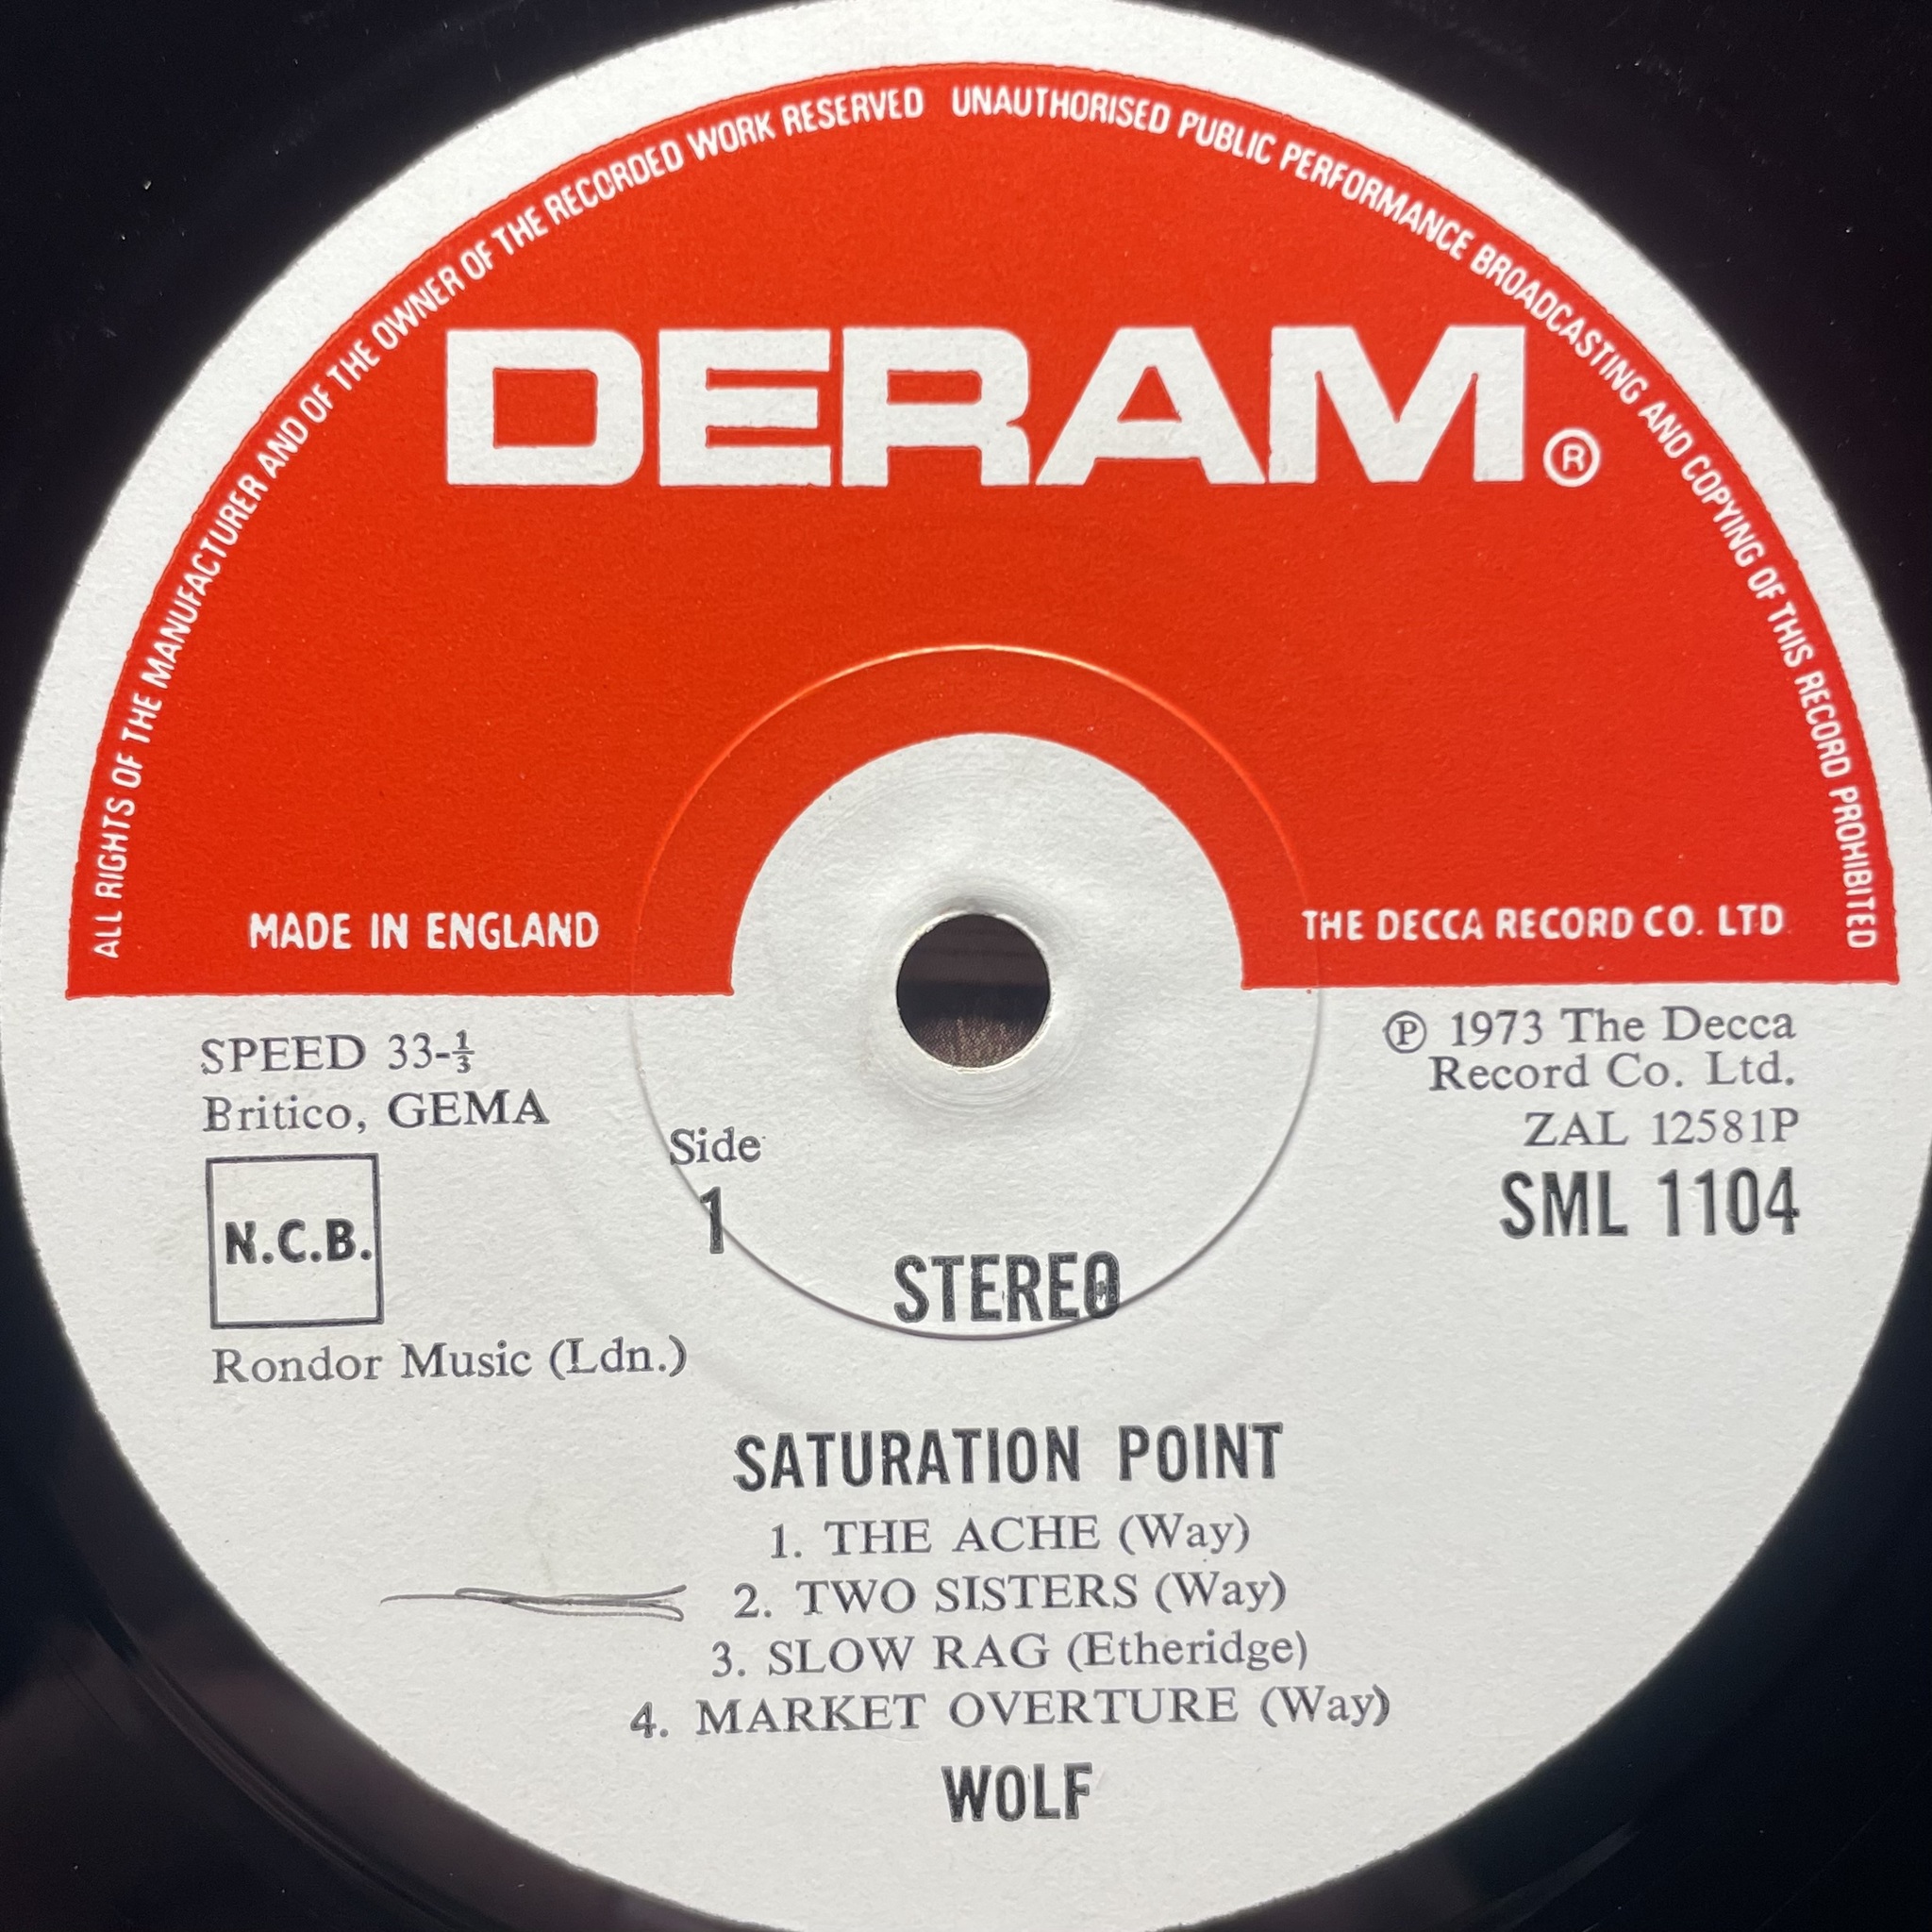 ALL RIGHTS OF THE MANUFACTURER AND OF THE OWNER OF THE RECORDED WORK RESERVED UNAUTHORISED PUBLIC PERFORMANCE BROADCASTING AND COPYING OF THIS RECORD PROHIBITED
DERAM®
MADE IN ENGLAND
THE DECCA RECORD CO. LTD.
SPEED 33-⅓
Britico, GEMA
N.C.B.
Rondor Music (Ldn.)
Side
1
STEREO
℗ 1973 The Decca
Record Co. Ltd.
ZAL 12581P
SML 1104
SATURATION POINT
1. THE ACHE (Way)
2. TWO SISTERS (Way)
3. SLOW RAG (Etheridge)
4. MARKET OVERTURE (Way)
WOLF